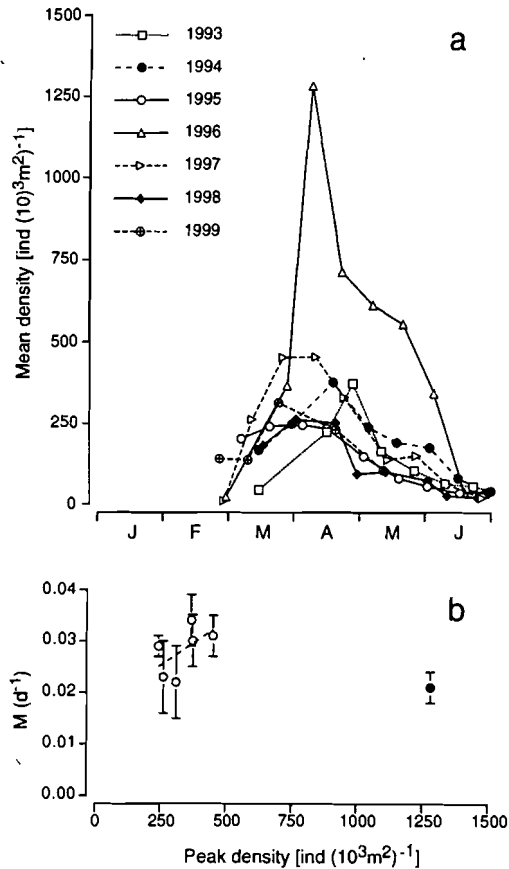 a
1500
1250
1000
750
500
250
0
Mean density [ind (10)³m²)⁻¹]
1993
1994
1995
1996
1997
1998
1999
J F M A M J
b
0.04
0.03
0.02
0.01
0.00
M (d⁻¹)
0 250 500 750 1000 1250 1500
Peak density [ind (10³m²)⁻¹]